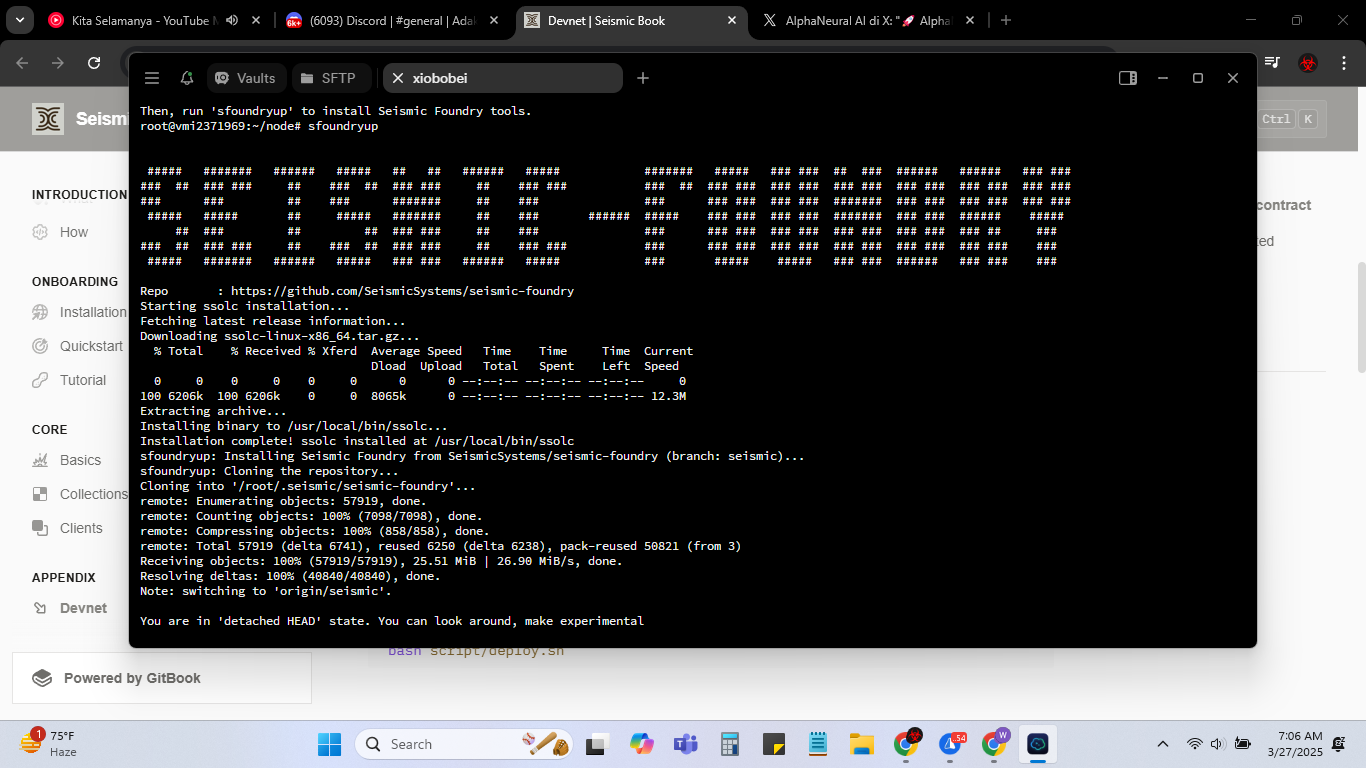 Kita Selamanya - YouTube M
(6093) Discord | #general | Adal
Devnet | Seismic Book
AlphaNeural AI di X: "🚀 Alpha
Vaults
SFTP
xiobobei
Seismi
Ctrl
K
INTRODUCTION
How
ONBOARDING
Installation
Quickstart
Tutorial
CORE
Basics
Collections
Clients
APPENDIX
Devnet
Powered by GitBook
Then, run 'sfoundryup' to install Seismic Foundry tools.
root@vmi2371969:~/node# sfoundryup
SEISMIC-FOUNDRY
Repo       : https://github.com/SeismicSystems/seismic-foundry
Starting ssolc installation...
Fetching latest release information...
Downloading ssolc-linux-x86_64.tar.gz...
  % Total    % Received % Xferd  Average Speed   Time    Time     Time  Current
                                 Dload  Upload   Total   Spent    Left  Speed
  0     0    0     0    0     0      0      0 --:--:-- --:--:-- --:--:--     0
100 6206k  100 6206k    0     0  8065k      0 --:--:-- --:--:-- --:--:-- 12.3M
Extracting archive...
Installing binary to /usr/local/bin/ssolc...
Installation complete! ssolc installed at /usr/local/bin/ssolc
sfoundryup: Installing Seismic Foundry from SeismicSystems/seismic-foundry (branch: seismic)...
sfoundryup: Cloning the repository...
Cloning into '/root/.seismic/seismic-foundry'...
remote: Enumerating objects: 57919, done.
remote: Counting objects: 100% (7098/7098), done.
remote: Compressing objects: 100% (858/858), done.
remote: Total 57919 (delta 6741), reused 6250 (delta 6238), pack-reused 50821 (from 3)
Receiving objects: 100% (57919/57919), 25.51 MiB | 26.90 MiB/s, done.
Resolving deltas: 100% (40840/40840), done.
Note: switching to 'origin/seismic'.
You are in 'detached HEAD' state. You can look around, make experimental
contract
ted
bash script/deploy.sh
1
75°F
Haze
Search
.54
W
7:06 AM
3/27/2025